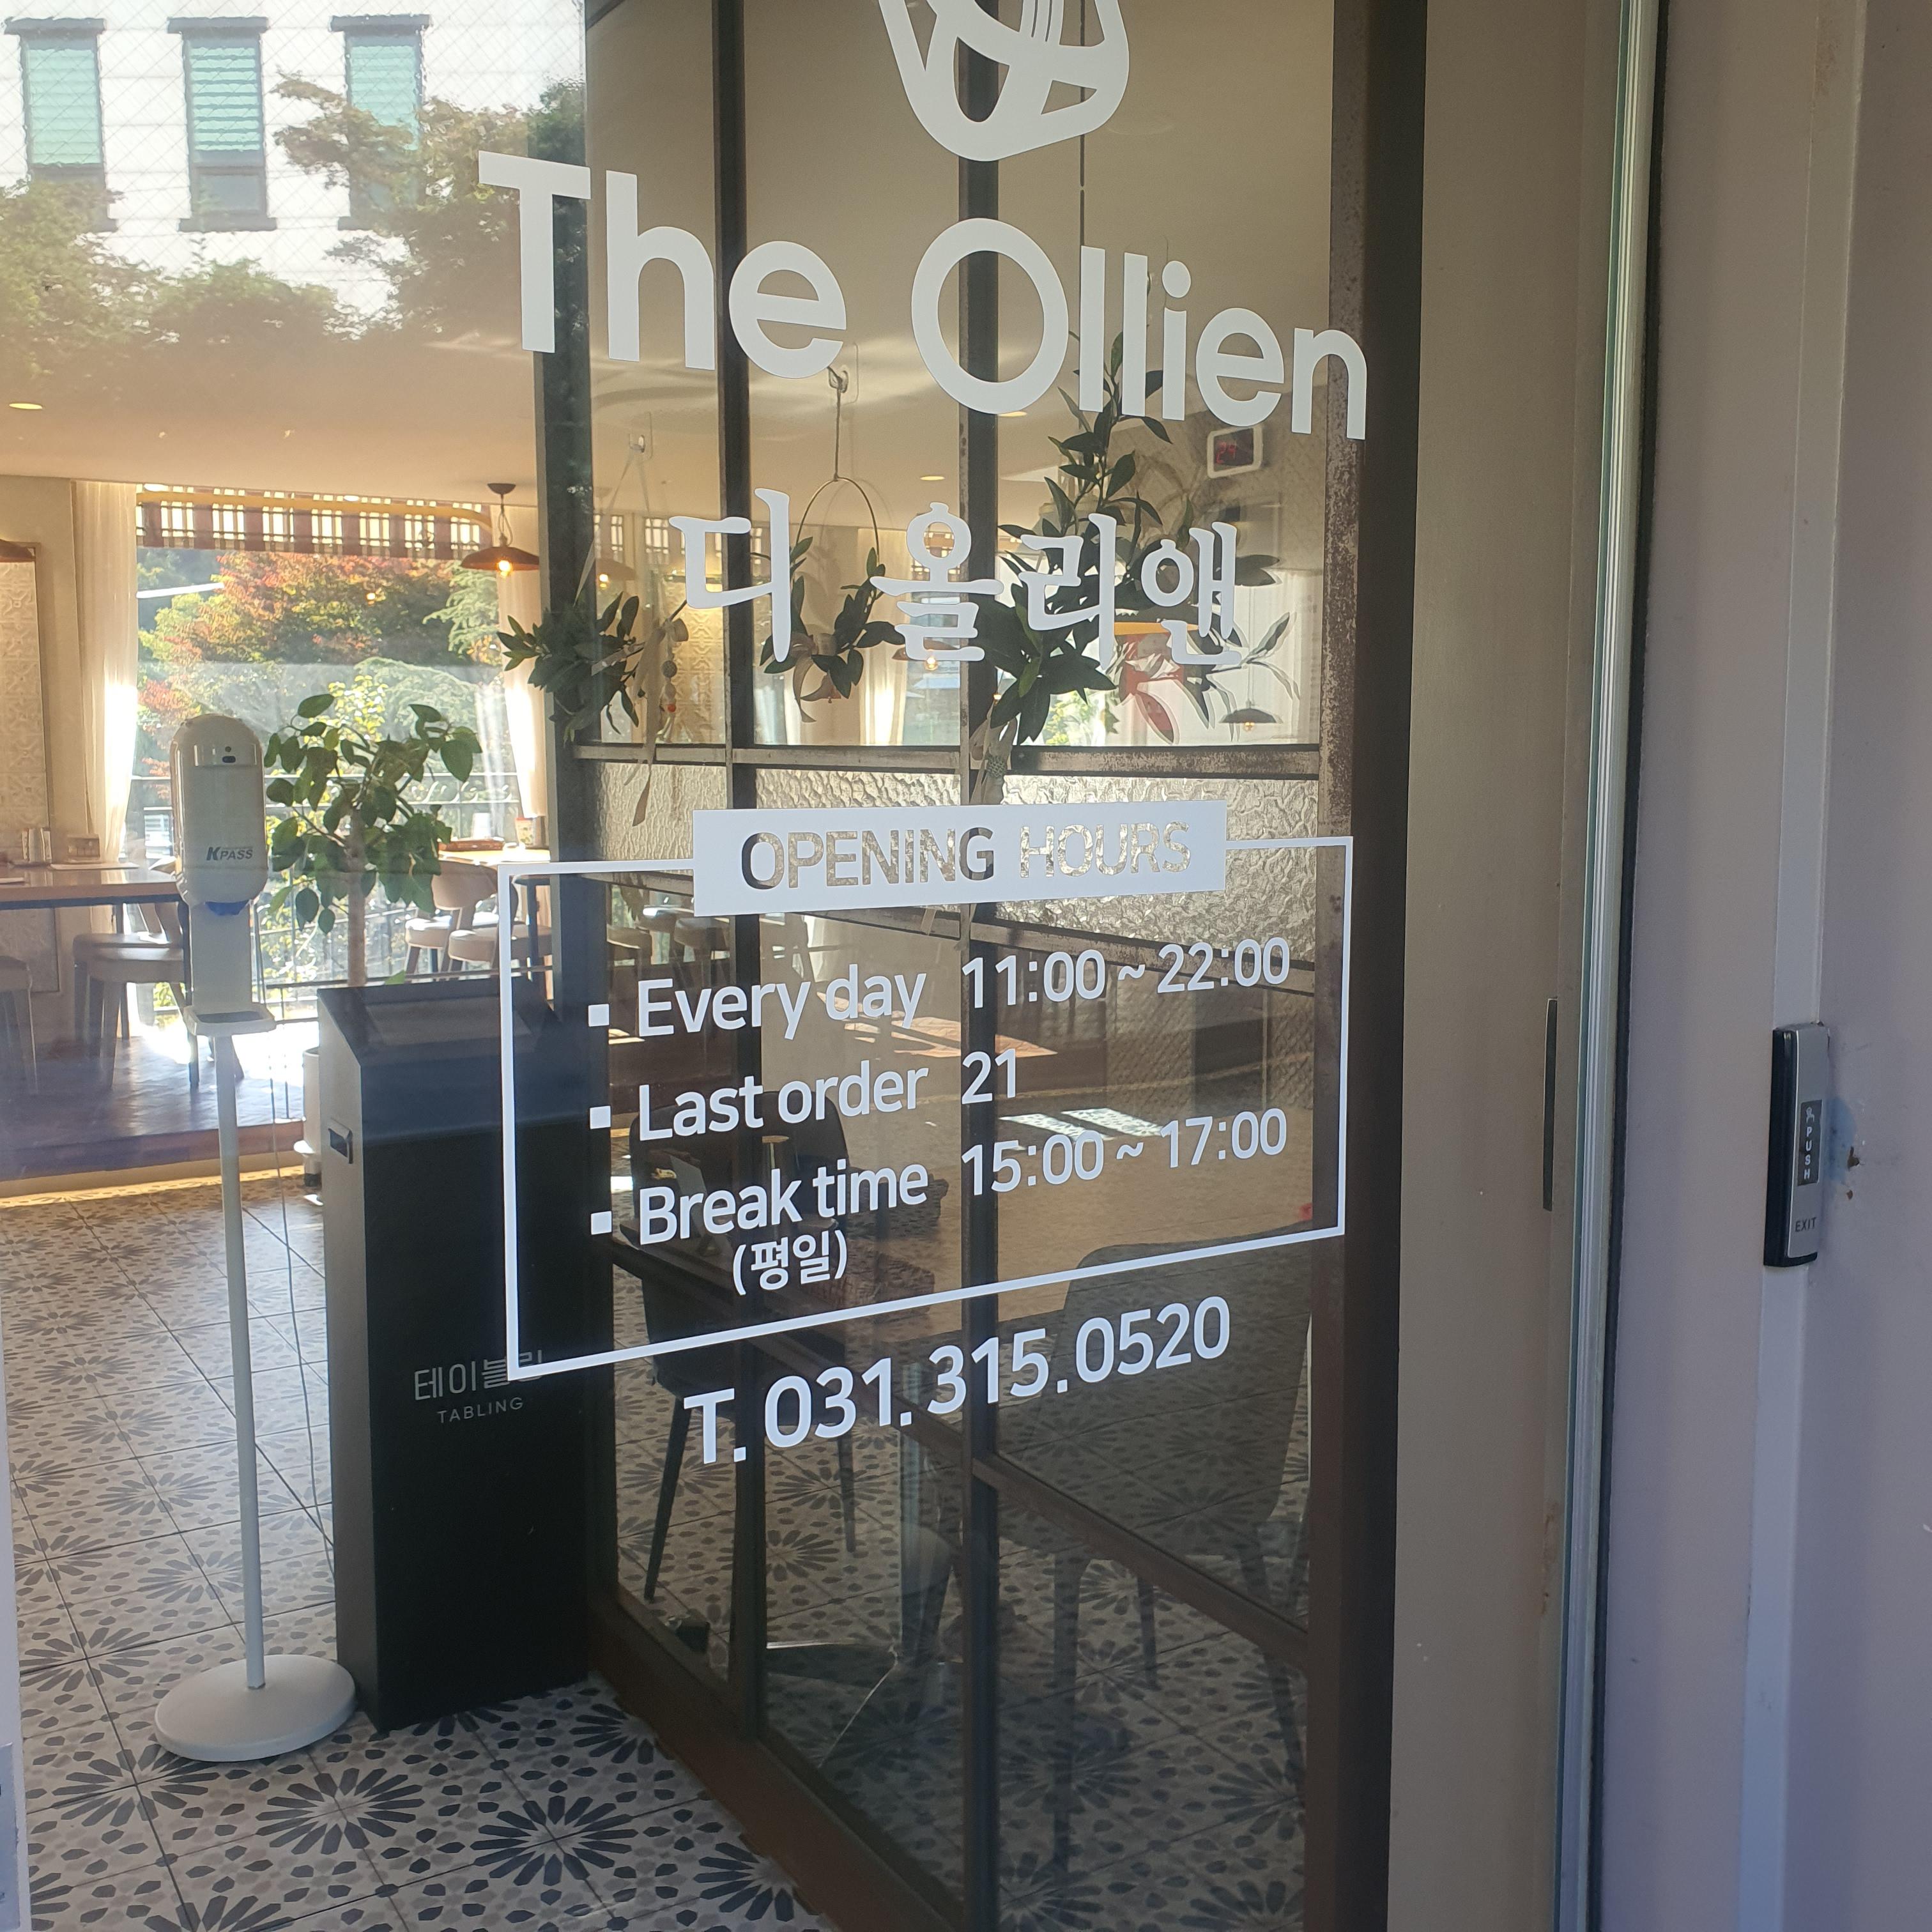 The Ollien
디 올리앤
OPENING HOURS
▪ Every day 11:00 ~ 22:00
▪ Last order 21
▪ Break time 15:00 ~ 17:00
(평일)
T. 031. 315. 0520
KPASS
테이블링
TABLING
PUSH
EXIT